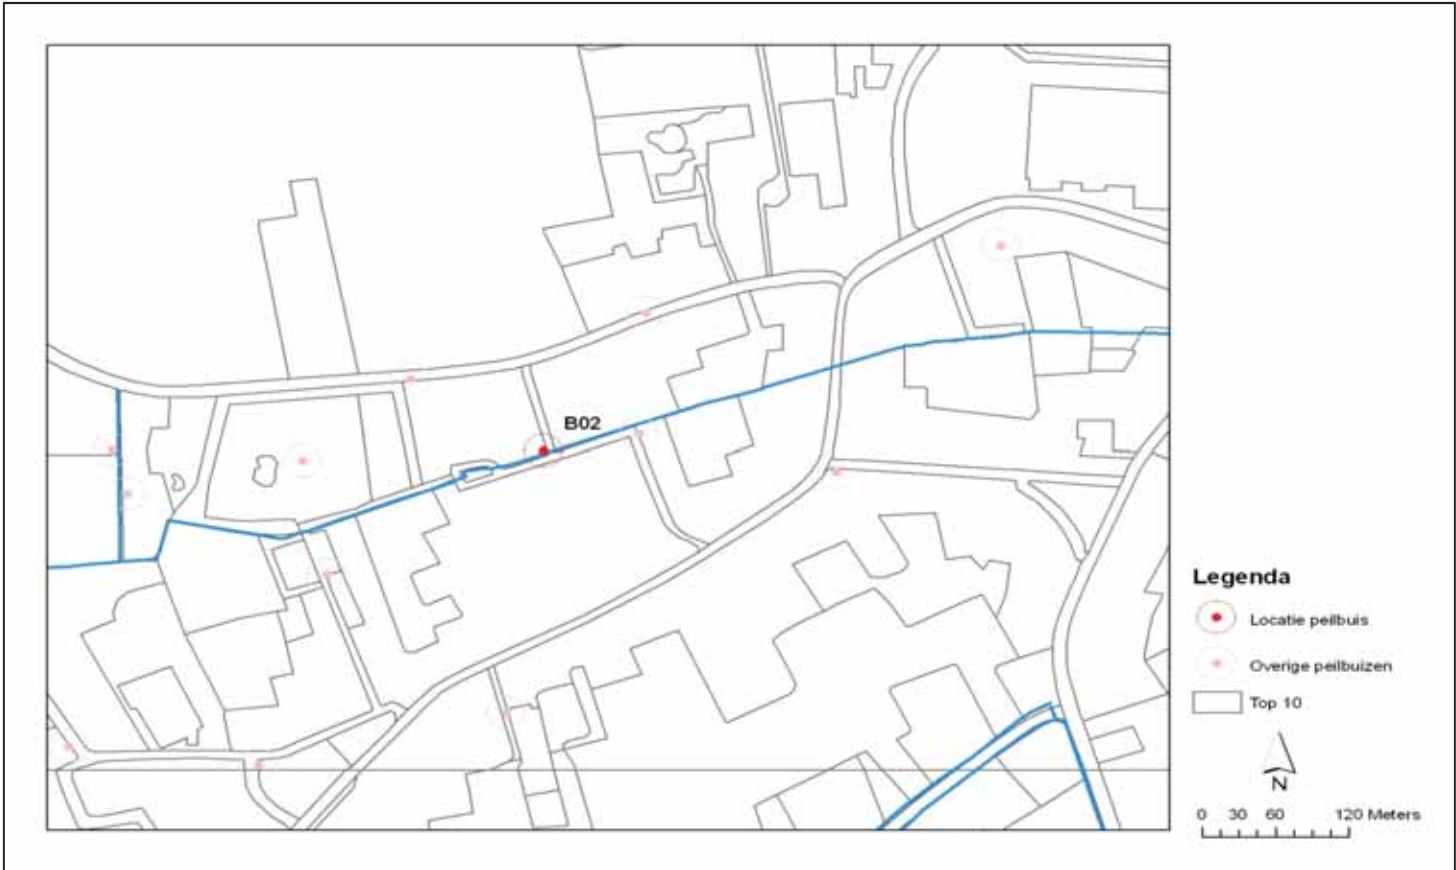 B02
Legenda
Locatie peilbuis
Overige peilbuizen
Top 10
N
0 30 60 120 Meters